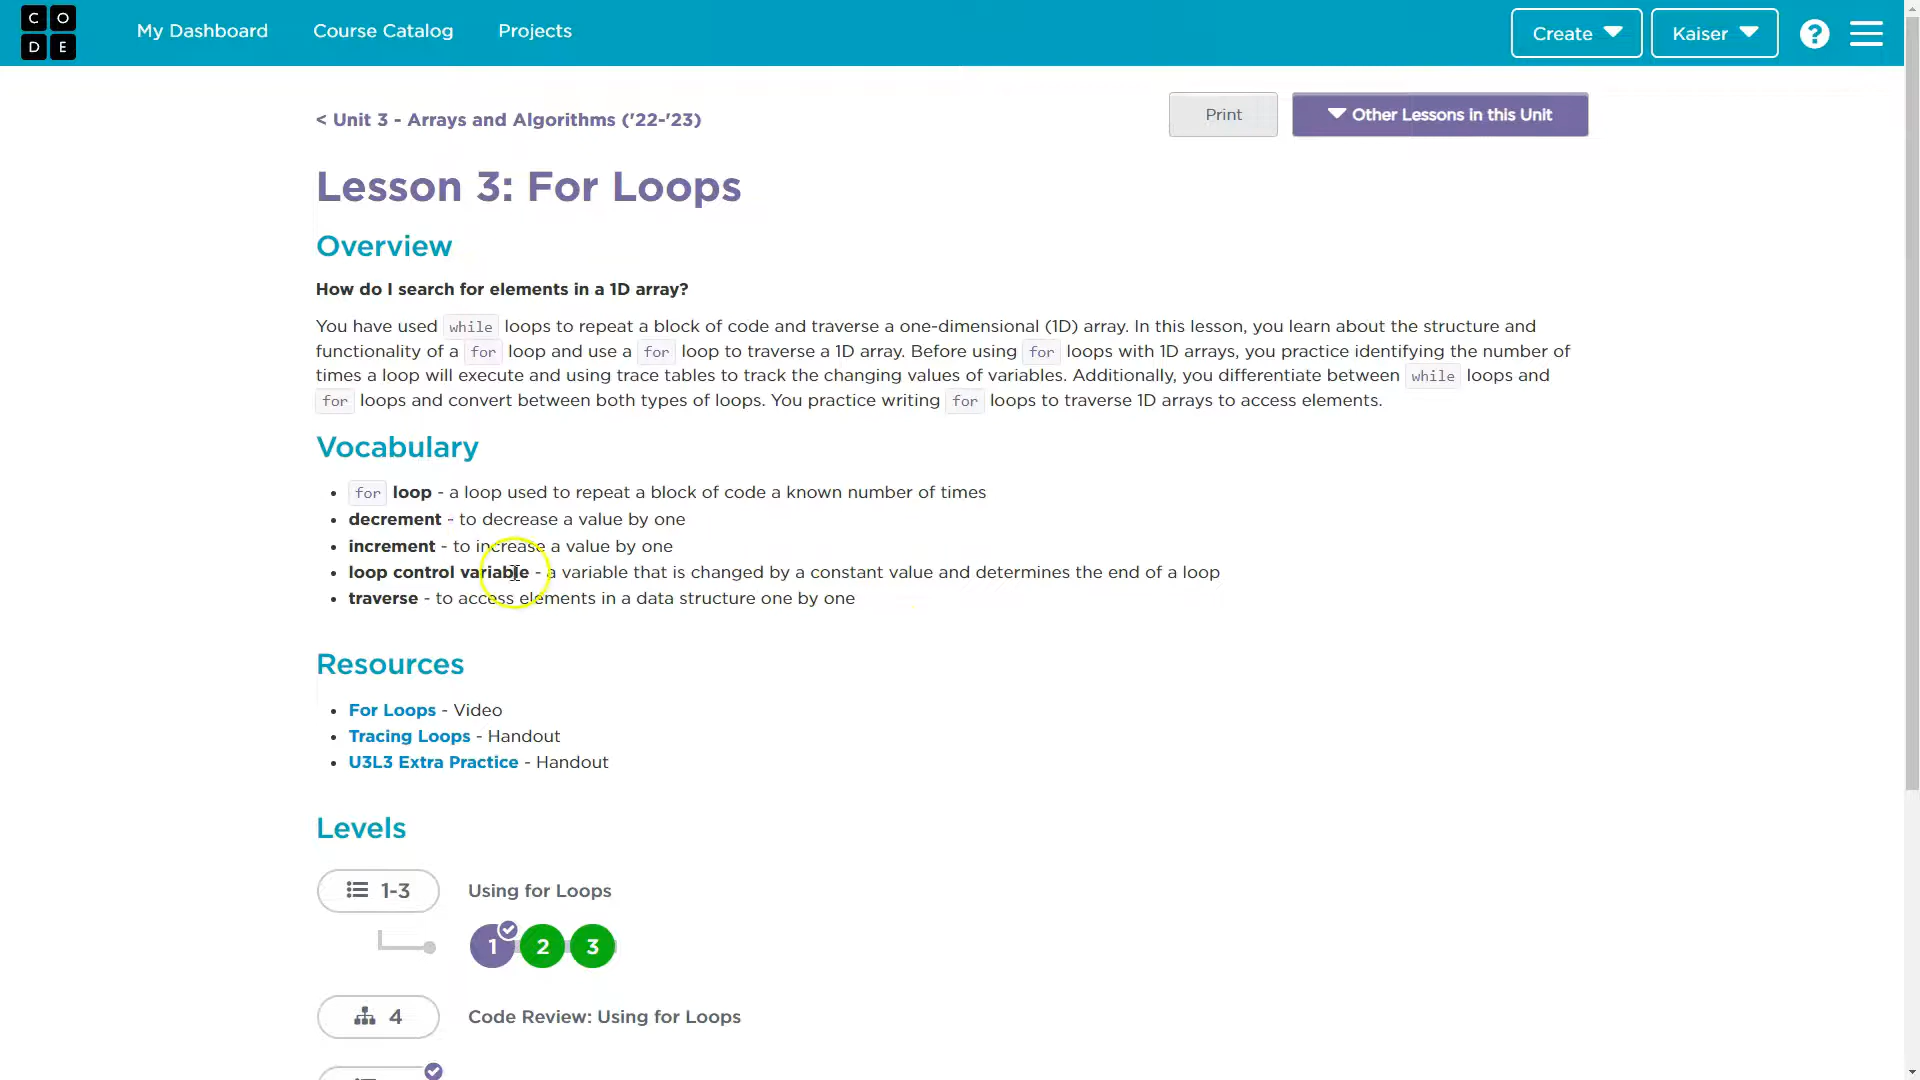 C O
D E
My Dashboard
Course Catalog
Projects
Create
Kaiser
?
< Unit 3 - Arrays and Algorithms ('22-'23)
Print
Other Lessons in this Unit
Lesson 3: For Loops
Overview
How do I search for elements in a 1D array?
You have used while loops to repeat a block of code and traverse a one-dimensional (1D) array. In this lesson, you learn about the structure and
functionality of a for loop and use a for loop to traverse a 1D array. Before using for loops with 1D arrays, you practice identifying the number of
times a loop will execute and using trace tables to track the changing values of variables. Additionally, you differentiate between while loops and
for loops and convert between both types of loops. You practice writing for loops to traverse 1D arrays to access elements.
Vocabulary
• for loop - a loop used to repeat a block of code a known number of times
• decrement - to decrease a value by one
• increment - to increase a value by one
• loop control variable - a variable that is changed by a constant value and determines the end of a loop
• traverse - to access elements in a data structure one by one
Resources
• For Loops - Video
• Tracing Loops - Handout
• U3L3 Extra Practice - Handout
Levels
1-3 Using for Loops
1 2 3
4 Code Review: Using for Loops